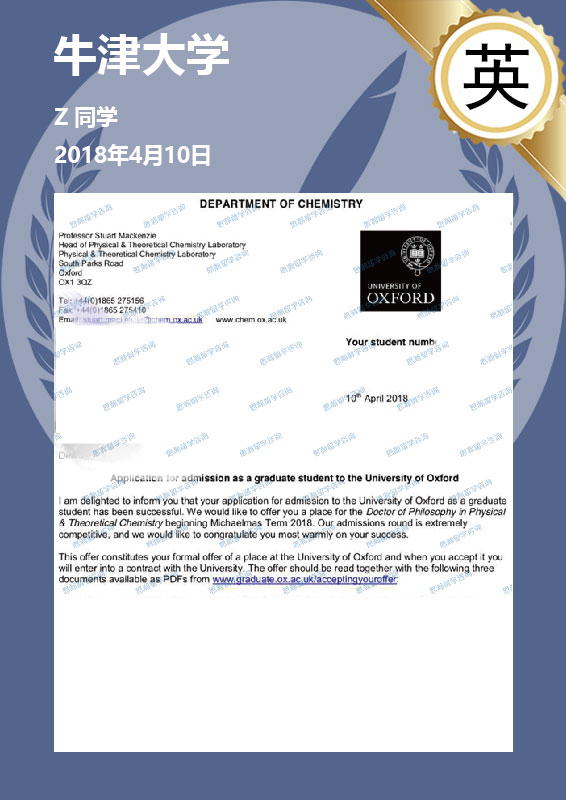 牛津大学
英
Z 同学
2018年4月10日
DEPARTMENT OF CHEMISTRY
Professor Stuart Mackenzie
Head of Physical & Theoretical Chemistry Laboratory
Physical & Theoretical Chemistry Laboratory
South Parks Road
Oxford
OX1 3QZ
UNIVERSITY OF
OXFORD
Tel: +44(0)1865 275156
Fax: +44(0)1865 275410
Email: @chem.ox.ac.uk www.chem.ox.ac.uk
Your student numb
10th April 2018
Application for admission as a graduate student to the University of Oxford
I am delighted to inform you that your application for admission to the University of Oxford as a graduate
student has been successful. We would like to offer you a place for the Doctor of Philosophy in Physical
& Theoretical Chemistry beginning Michaelmas Term 2018. Our admissions round is extremely
competitive, and we would like to congratulate you most warmly on your success.
This offer constitutes your formal offer of a place at the University of Oxford and when you accept it you
will enter into a contract with the University. The offer should be read together with the following three
documents available as PDFs from www.graduate.ox.ac.uk/acceptingyouroffer: